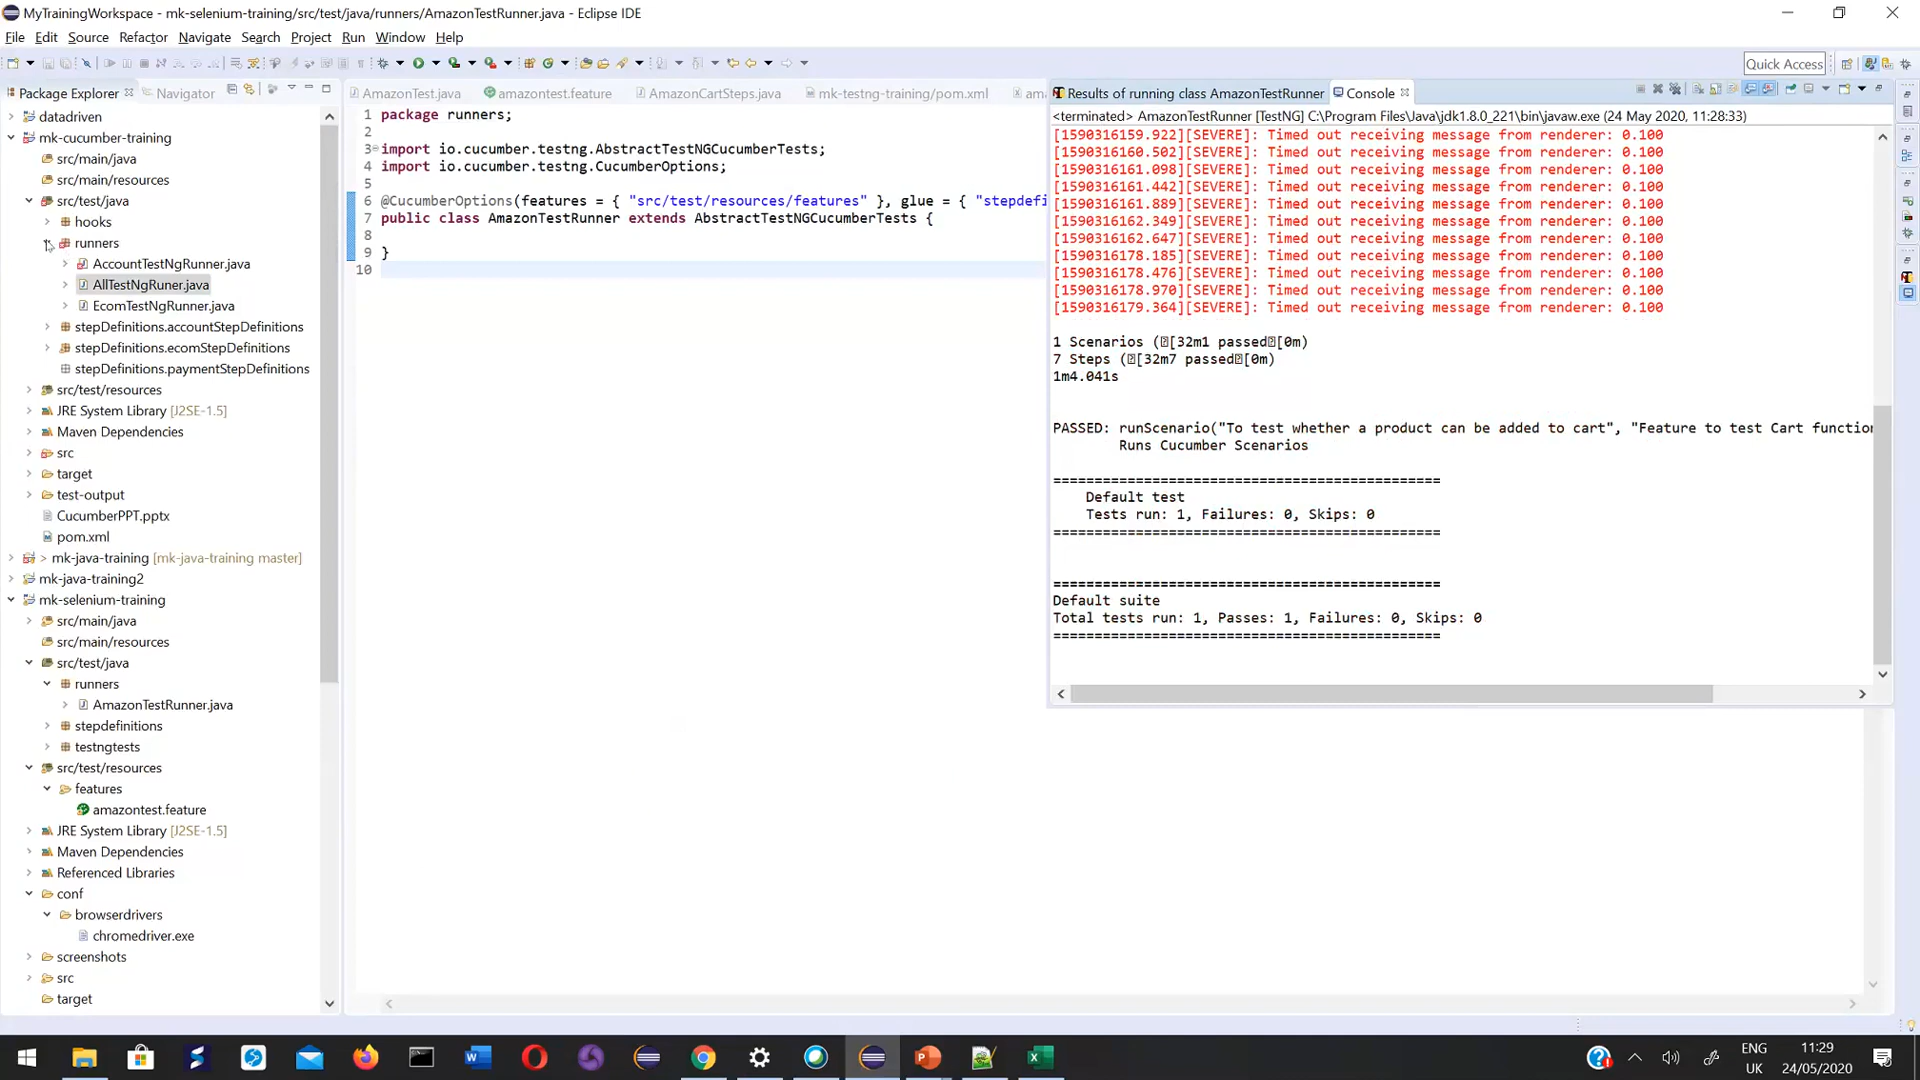 MyTrainingWorkspace - mk-selenium-training/src/test/java/runners/AmazonTestRunner.java - Eclipse IDE
File Edit Source Refactor Navigate Search Project Run Window Help
Quick Access
Package Explorer Navigator
AmazonTest.java amazontest.feature AmazonCartSteps.java mk-testng-training/pom.xml am
Results of running class AmazonTestRunner Console
<terminated> AmazonTestRunner [TestNG] C:\Program Files\Java\jdk1.8.0_221\bin\javaw.exe (24 May 2020, 11:28:33)
datadriven
mk-cucumber-training
src/main/java
src/main/resources
src/test/java
hooks
runners
AccountTestNgRunner.java
AllTestNgRuner.java
EcomTestNgRunner.java
stepDefinitions.accountStepDefinitions
stepDefinitions.ecomStepDefinitions
stepDefinitions.paymentStepDefinitions
src/test/resources
JRE System Library [J2SE-1.5]
Maven Dependencies
src
target
test-output
CucumberPPT.pptx
pom.xml
> mk-java-training [mk-java-training master]
mk-java-training2
mk-selenium-training
src/main/java
src/main/resources
src/test/java
runners
AmazonTestRunner.java
stepdefinitions
testngtests
src/test/resources
features
amazontest.feature
JRE System Library [J2SE-1.5]
Maven Dependencies
Referenced Libraries
conf
browserdrivers
chromedriver.exe
screenshots
src
target
1 package runners;
2
3 import io.cucumber.testng.AbstractTestNGCucumberTests;
4 import io.cucumber.testng.CucumberOptions;
5
6 @CucumberOptions(features = { "src/test/resources/features" }, glue = { "stepdefi
7 public class AmazonTestRunner extends AbstractTestNGCucumberTests {
8
9 }
10
[1590316159.922][SEVERE]: Timed out receiving message from renderer: 0.100
[1590316160.502][SEVERE]: Timed out receiving message from renderer: 0.100
[1590316161.098][SEVERE]: Timed out receiving message from renderer: 0.100
[1590316161.442][SEVERE]: Timed out receiving message from renderer: 0.100
[1590316161.889][SEVERE]: Timed out receiving message from renderer: 0.100
[1590316162.349][SEVERE]: Timed out receiving message from renderer: 0.100
[1590316162.647][SEVERE]: Timed out receiving message from renderer: 0.100
[1590316178.185][SEVERE]: Timed out receiving message from renderer: 0.100
[1590316178.476][SEVERE]: Timed out receiving message from renderer: 0.100
[1590316178.970][SEVERE]: Timed out receiving message from renderer: 0.100
[1590316179.364][SEVERE]: Timed out receiving message from renderer: 0.100
1 Scenarios ([32m1 passed[0m)
7 Steps ([32m7 passed[0m)
1m4.041s
PASSED: runScenario("To test whether a product can be added to cart", "Feature to test Cart function
Runs Cucumber Scenarios
===============================================
Default test
Tests run: 1, Failures: 0, Skips: 0
===============================================
===============================================
Default suite
Total tests run: 1, Passes: 1, Failures: 0, Skips: 0
===============================================
ENG
UK
11:29
24/05/2020